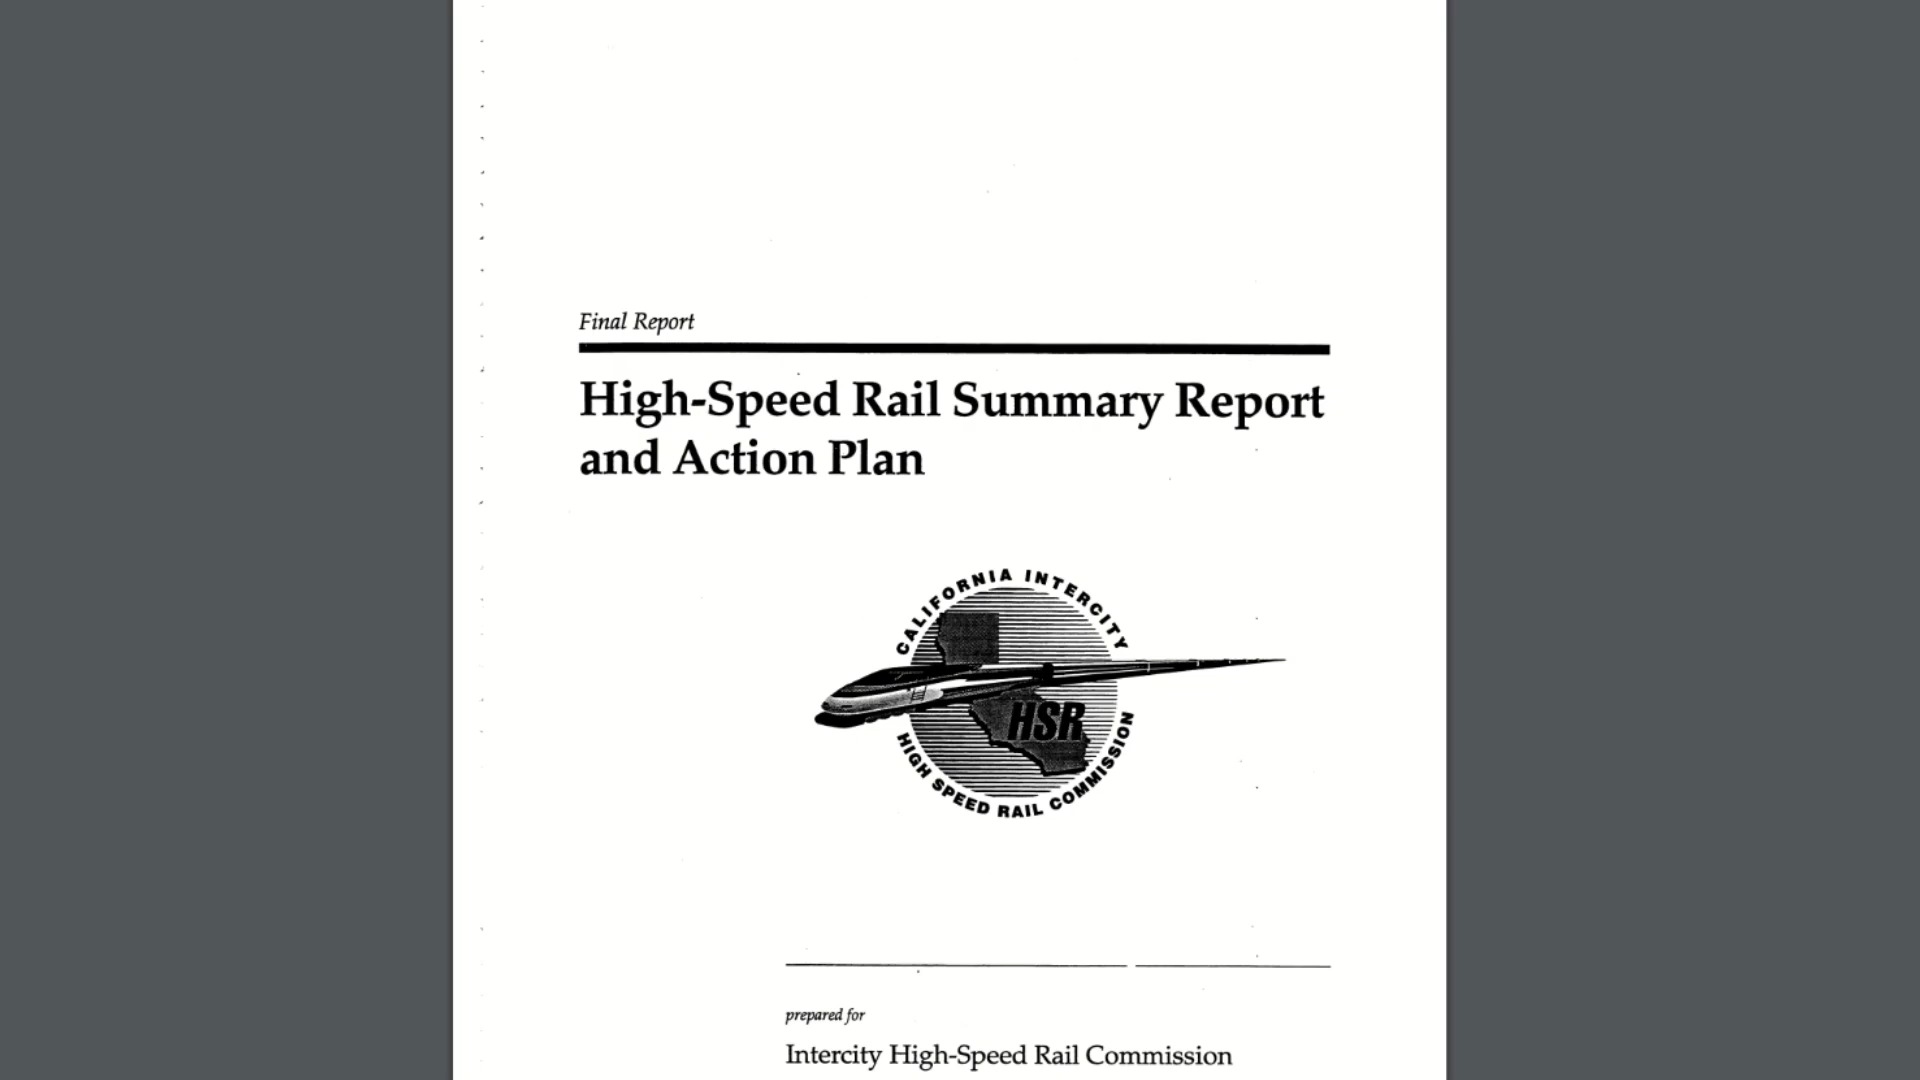 Final Report
High-Speed Rail Summary Report
and Action Plan
CALIFORNIA INTERCITY
HSR
HIGH SPEED RAIL COMMISSION
prepared for
Intercity High-Speed Rail Commission